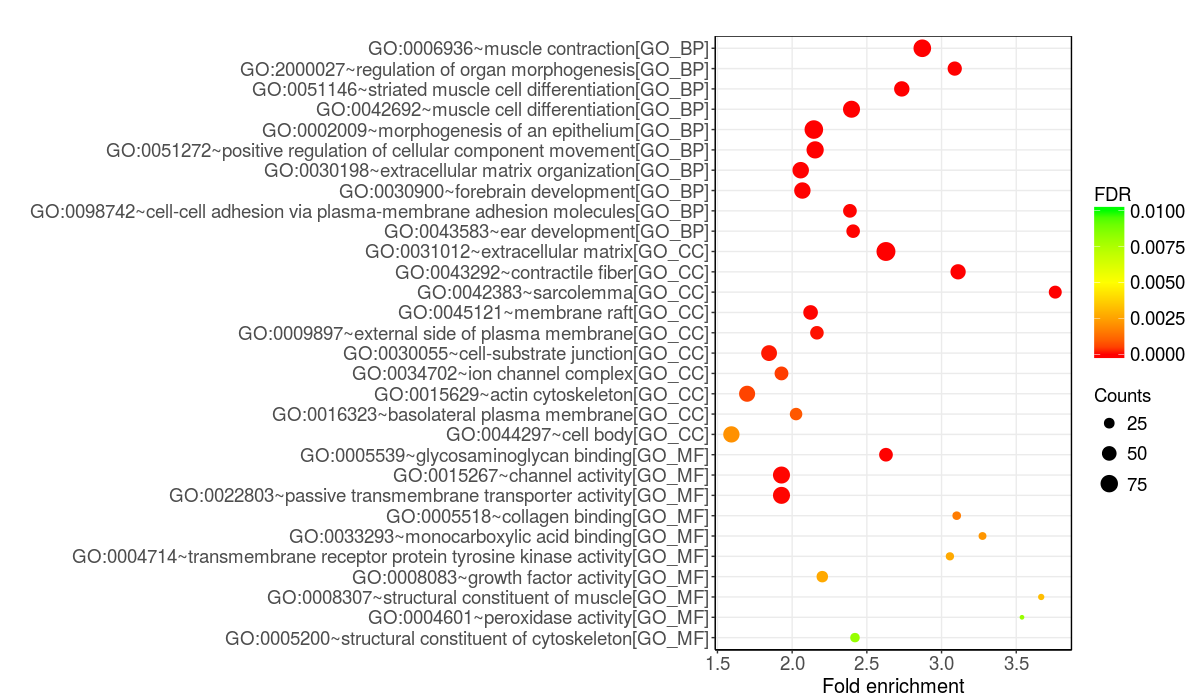 GO:0006936~muscle contraction[GO_BP]
GO:2000027~regulation of organ morphogenesis[GO_BP]
GO:0051146~striated muscle cell differentiation[GO_BP]
GO:0042692~muscle cell differentiation[GO_BP]
GO:0002009~morphogenesis of an epithelium[GO_BP]
GO:0051272~positive regulation of cellular component movement[GO_BP]
GO:0030198~extracellular matrix organization[GO_BP]
GO:0030900~forebrain development[GO_BP]
GO:0098742~cell-cell adhesion via plasma-membrane adhesion molecules[GO_BP]
GO:0043583~ear development[GO_BP]
GO:0031012~extracellular matrix[GO_CC]
GO:0043292~contractile fiber[GO_CC]
GO:0042383~sarcolemma[GO_CC]
GO:0045121~membrane raft[GO_CC]
GO:0009897~external side of plasma membrane[GO_CC]
GO:0030055~cell-substrate junction[GO_CC]
GO:0034702~ion channel complex[GO_CC]
GO:0015629~actin cytoskeleton[GO_CC]
GO:0016323~basolateral plasma membrane[GO_CC]
GO:0044297~cell body[GO_CC]
GO:0005539~glycosaminoglycan binding[GO_MF]
GO:0015267~channel activity[GO_MF]
GO:0022803~passive transmembrane transporter activity[GO_MF]
GO:0005518~collagen binding[GO_MF]
GO:0033293~monocarboxylic acid binding[GO_MF]
GO:0004714~transmembrane receptor protein tyrosine kinase activity[GO_MF]
GO:0008083~growth factor activity[GO_MF]
GO:0008307~structural constituent of muscle[GO_MF]
GO:0004601~peroxidase activity[GO_MF]
GO:0005200~structural constituent of cytoskeleton[GO_MF]
1.5 2.0 2.5 3.0 3.5
Fold enrichment
FDR
0.0100
0.0075
0.0050
0.0025
0.0000
Counts
25
50
75